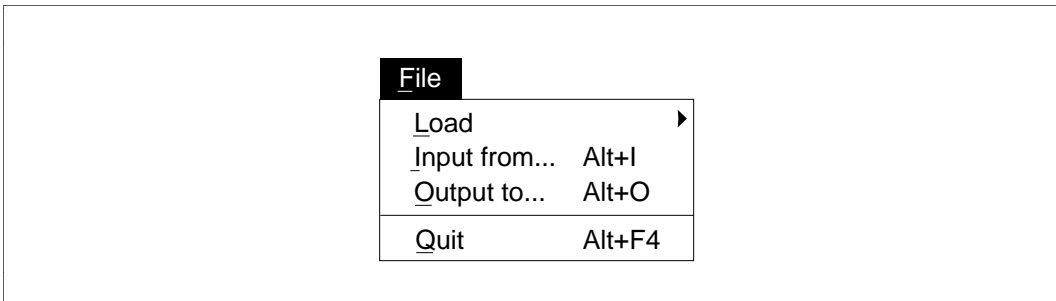 File
Load
Input from... Alt+I
Output to... Alt+O
Quit Alt+F4